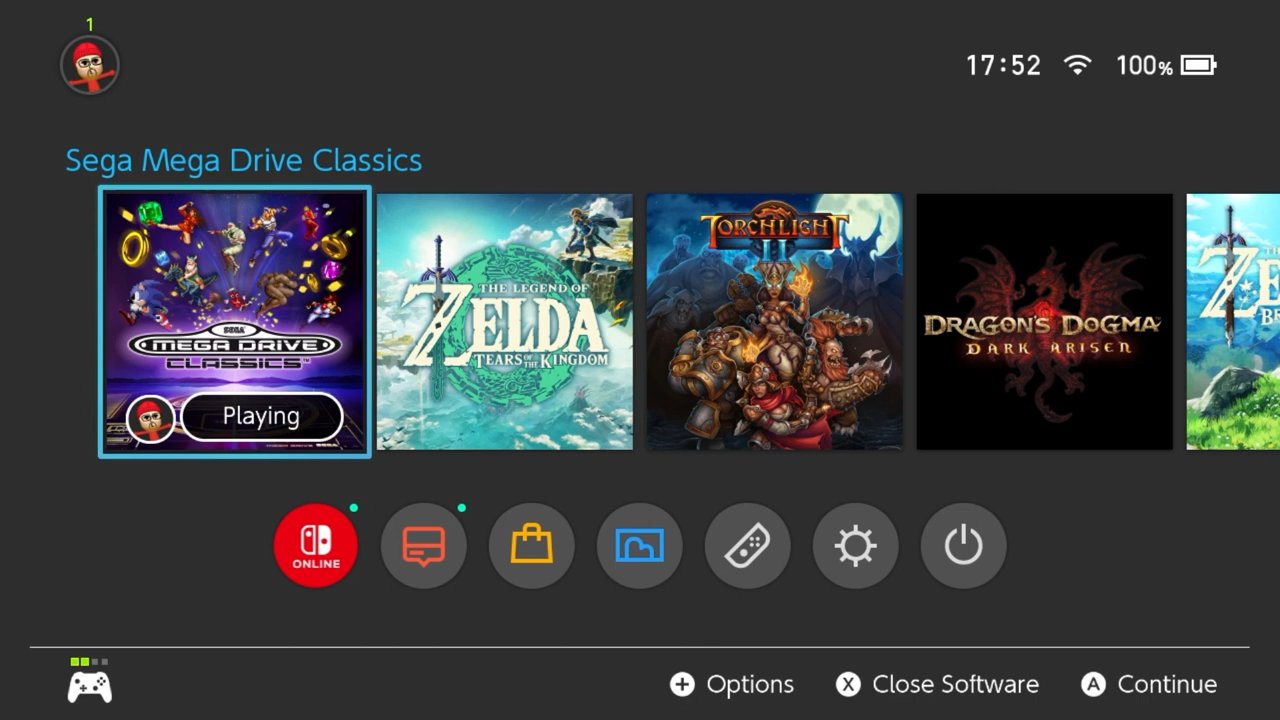 1
17:52 100%
Sega Mega Drive Classics
SEGA
MEGA DRIVE
CLASSICS™
Playing
THE LEGEND OF
ZELDA
TEARS OF THE KINGDOM
TORCHLIGHT
II
DRAGON'S DOGMA
DARK ARISEN
ONLINE
+ Options X Close Software A Continue